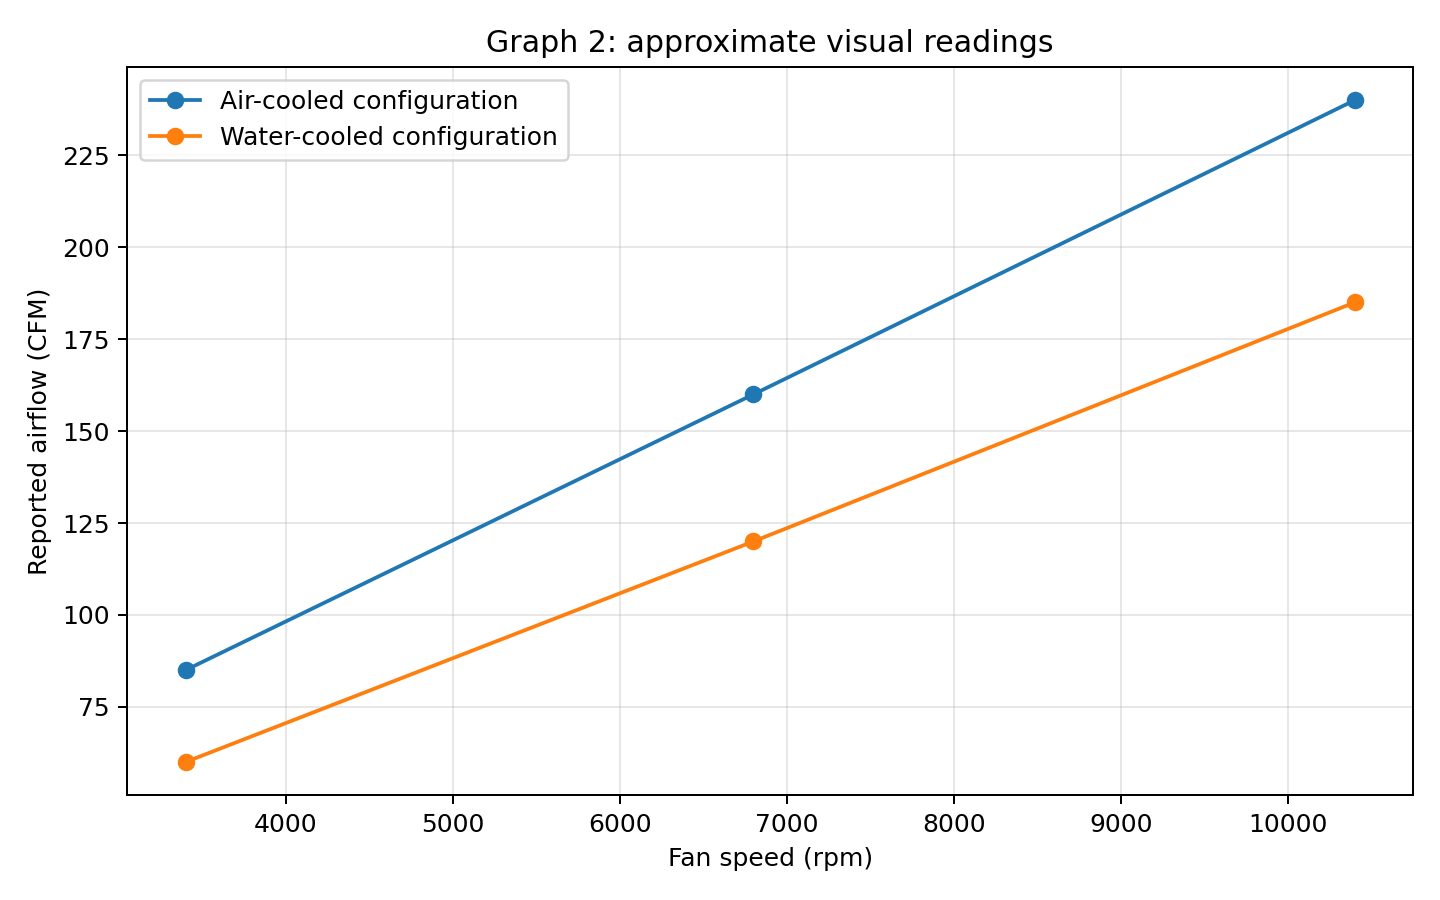 Graph 2: approximate visual readings
Air-cooled configuration
Water-cooled configuration
Reported airflow (CFM)
225
200
175
150
125
100
75
4000 5000 6000 7000 8000 9000 10000
Fan speed (rpm)